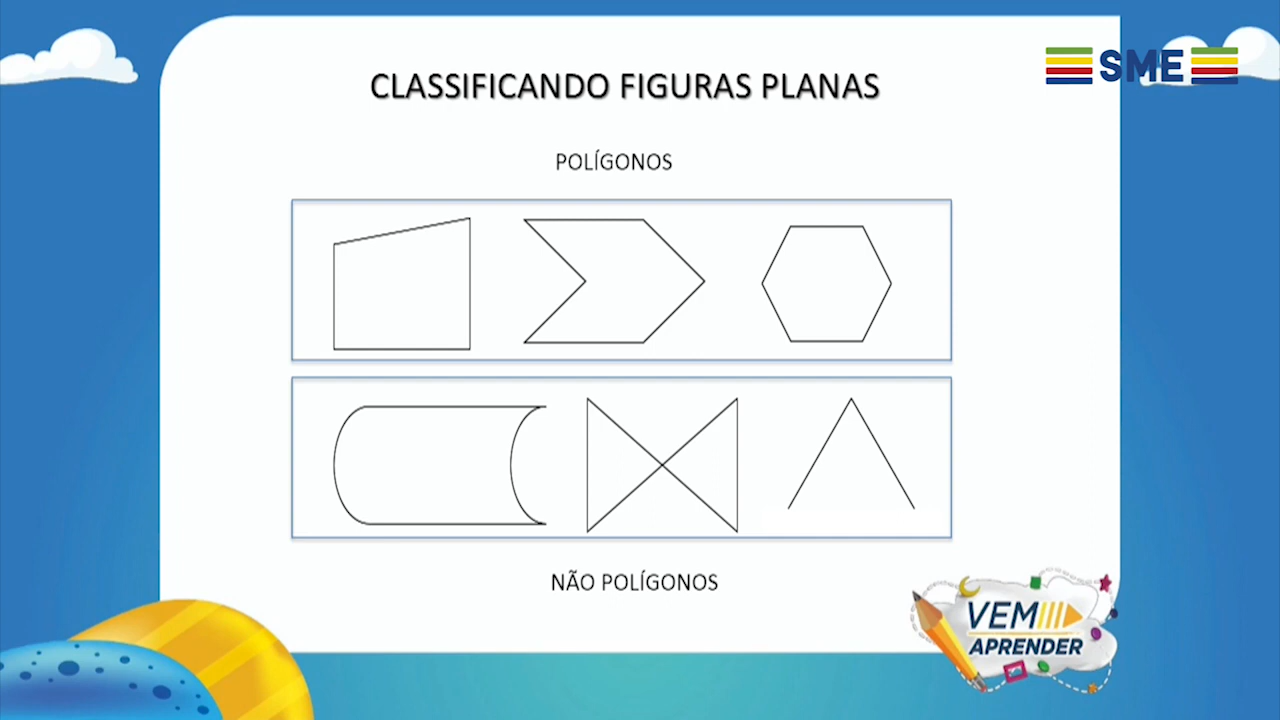 SME
CLASSIFICANDO FIGURAS PLANAS
POLÍGONOS
NÃO POLÍGONOS
VEM
APRENDER